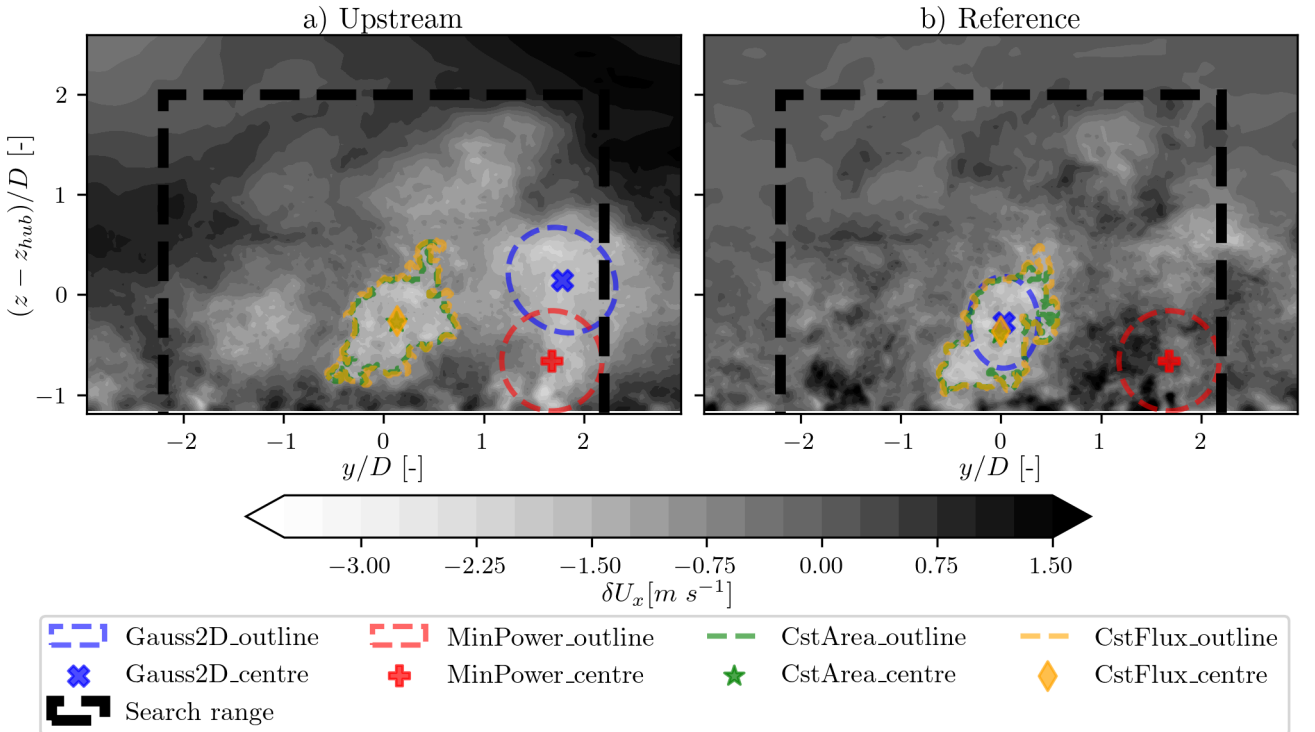 a) Upstream
b) Reference
(z − z_hub)/D [-]
2
1
0
−1
−2 −1 0 1 2
−2 −1 0 1 2
y/D [-]
y/D [-]
−3.00 −2.25 −1.50 −0.75 0.00 0.75 1.50
δU_x[m s^−1]
Gauss2D_outline MinPower_outline CstArea_outline CstFlux_outline
Gauss2D_centre MinPower_centre CstArea_centre CstFlux_centre
Search range